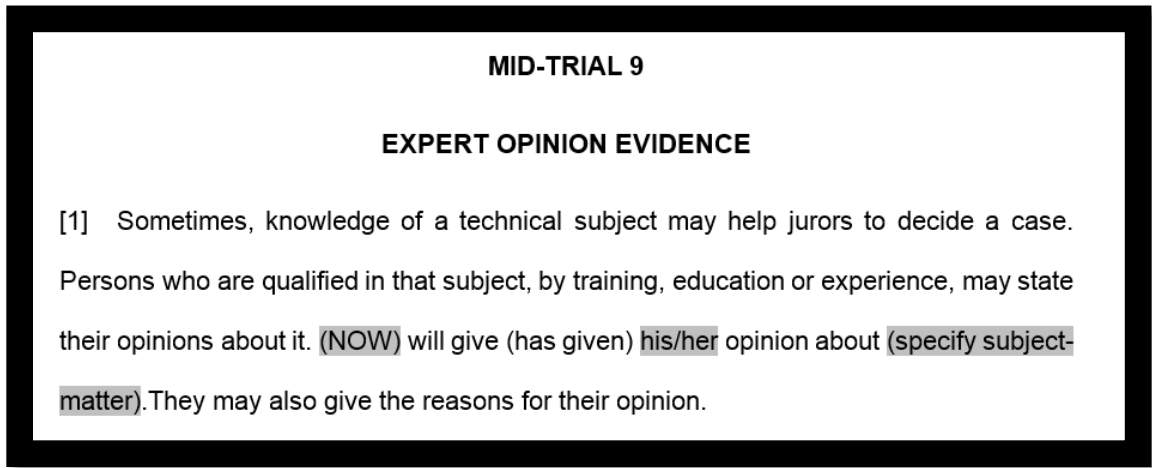 MID-TRIAL 9
EXPERT OPINION EVIDENCE
[1] Sometimes, knowledge of a technical subject may help jurors to decide a case.
Persons who are qualified in that subject, by training, education or experience, may state
their opinions about it. (NOW) will give (has given) his/her opinion about (specify subject-
matter).They may also give the reasons for their opinion.